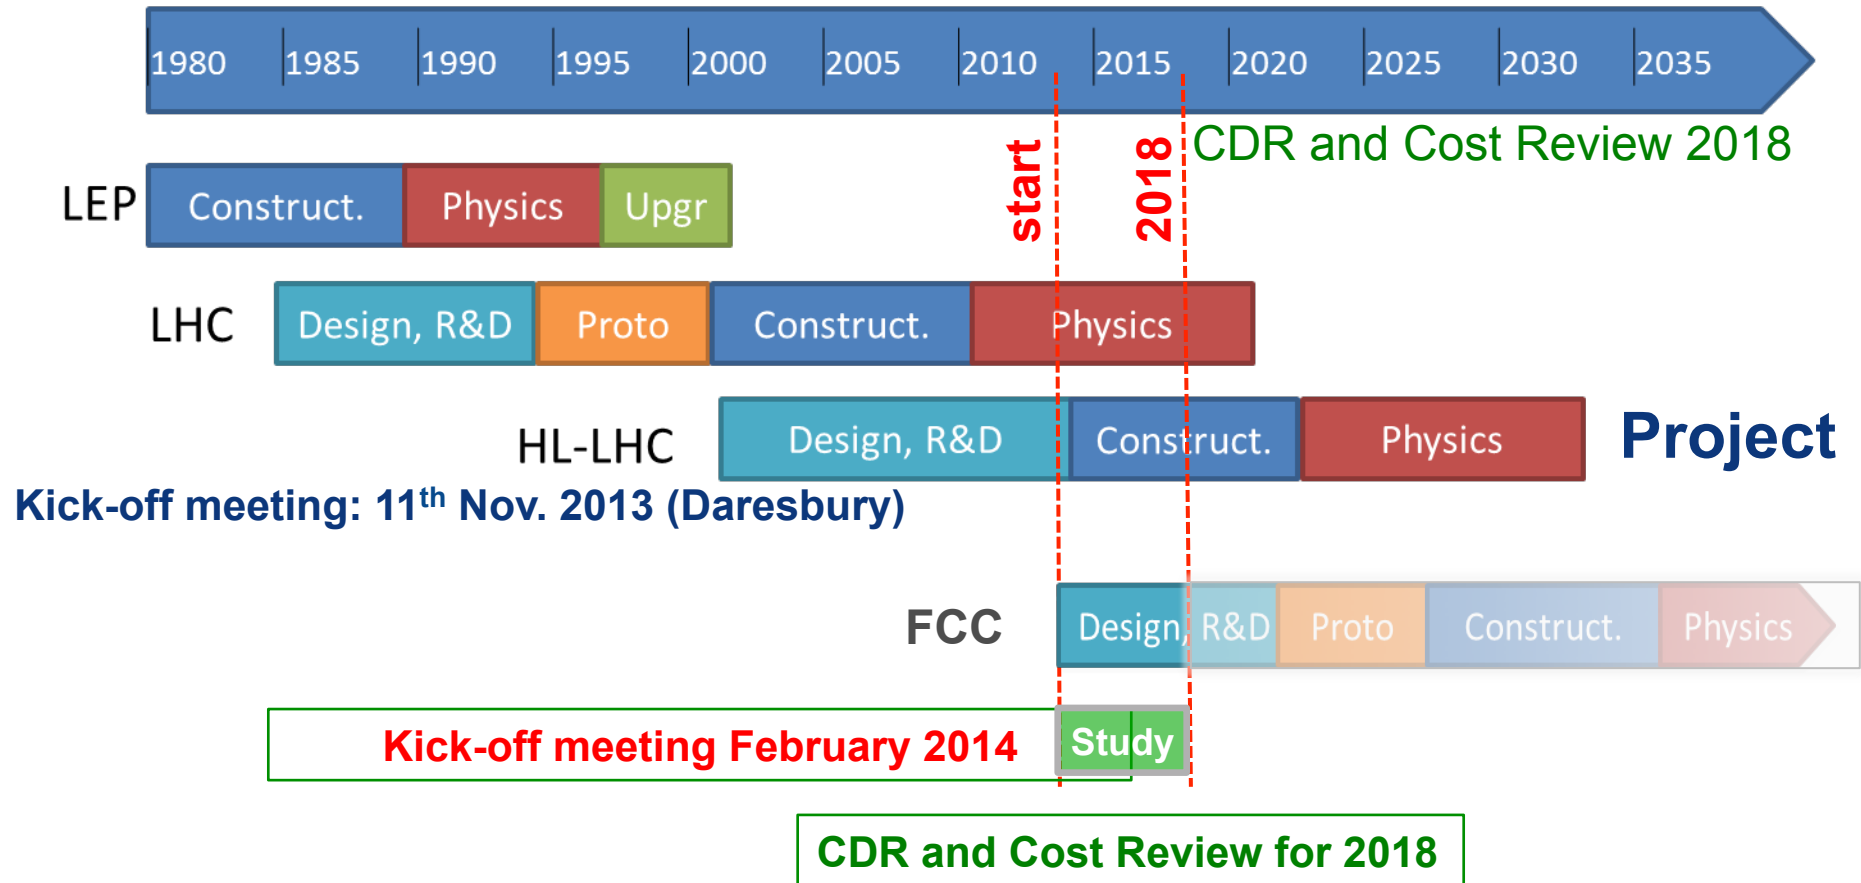 1980 1985 1990 1995 2000 2005 2010 2015 2020 2025 2030 2035
CDR and Cost Review 2018
start
2018
LEP Construct. Physics Upgr
LHC Design, R&D Proto Construct. Physics
HL-LHC Design, R&D Construct. Physics Project
Kick-off meeting: 11th Nov. 2013 (Daresbury)
FCC Design, R&D Proto Construct. Physics
Kick-off meeting February 2014 Study
CDR and Cost Review for 2018